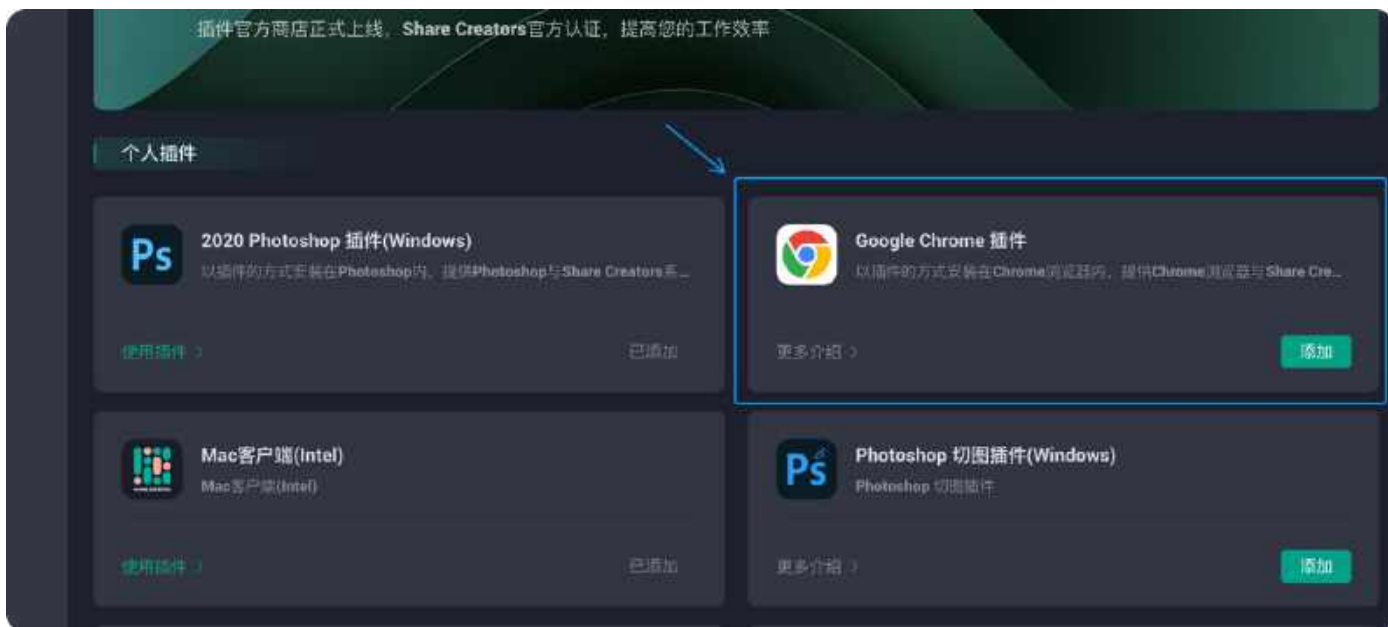 插件官方商店正式上线，Share Creators官方认证，提高您的工作效率
个人插件
Ps
2020 Photoshop 插件(Windows)
以插件的方式安装在Photoshop内，提供Photoshop与Share Creators系...
使用插件 >
已添加
Google Chrome 插件
以插件的方式安装在Chrome浏览器内，提供Chrome浏览器与Share Cre...
更多介绍 >
添加
Mac客户端(Intel)
Mac客户端(Intel)
使用插件 >
已添加
Ps
Photoshop 切图插件(Windows)
Photoshop 切图插件
更多介绍 >
添加